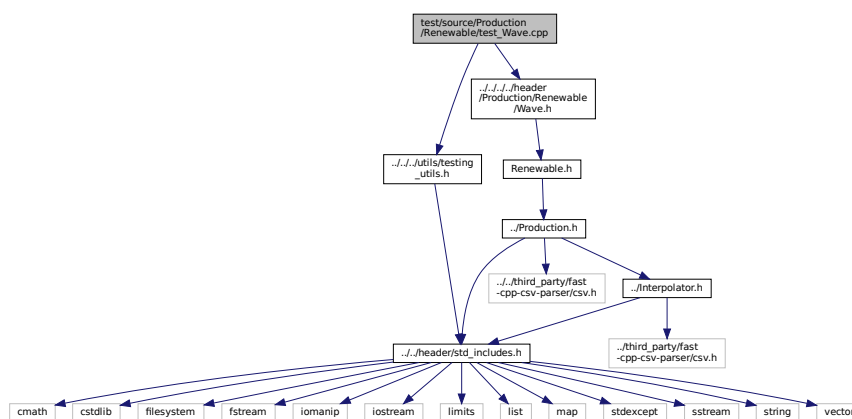 test/source/Production
/Renewable/test_Wave.cpp
../../../../header
/Production/Renewable
/Wave.h
../../../utils/testing
_utils.h
Renewable.h
../Production.h
../../third_party/fast
-cpp-csv-parser/csv.h
../Interpolator.h
../third_party/fast
-cpp-csv-parser/csv.h
../../header/std_includes.h
cmath
cstdlib
filesystem
fstream
iomanip
iostream
limits
list
map
stdexcept
sstream
string
vector